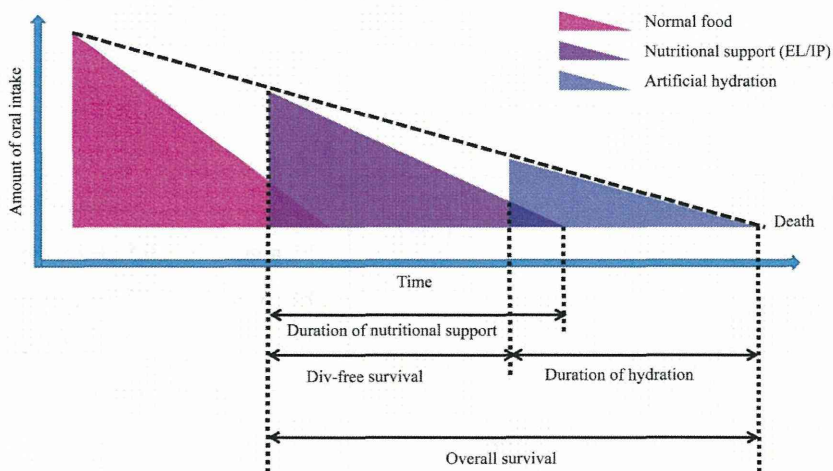 Normal food
Nutritional support (EL/IP)
Artificial hydration
Amount of oral intake
Death
Time
Duration of nutritional support
Div-free survival
Duration of hydration
Overall survival